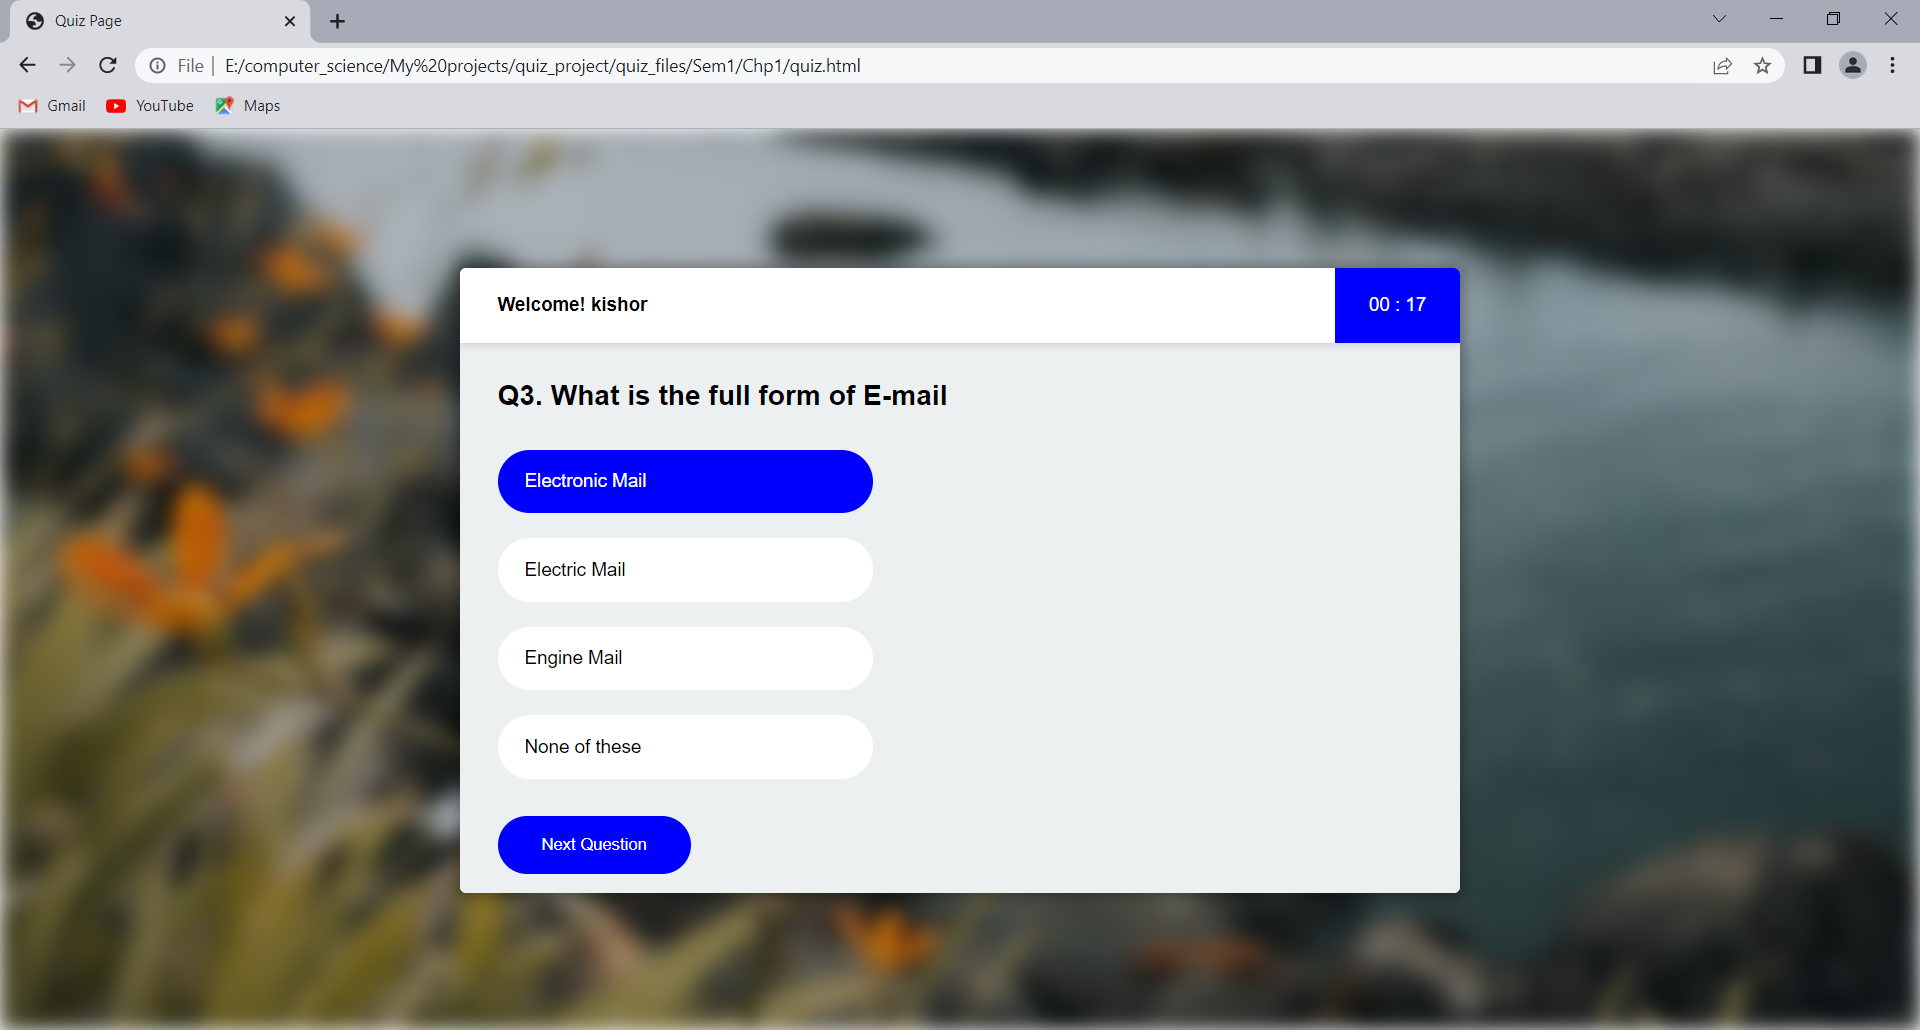 Quiz Page
File
E:/computer_science/My%20projects/quiz_project/quiz_files/Sem1/Chp1/quiz.html
Gmail YouTube Maps
Welcome! kishor
00 : 17
Q3. What is the full form of E-mail
Electronic Mail
Electric Mail
Engine Mail
None of these
Next Question